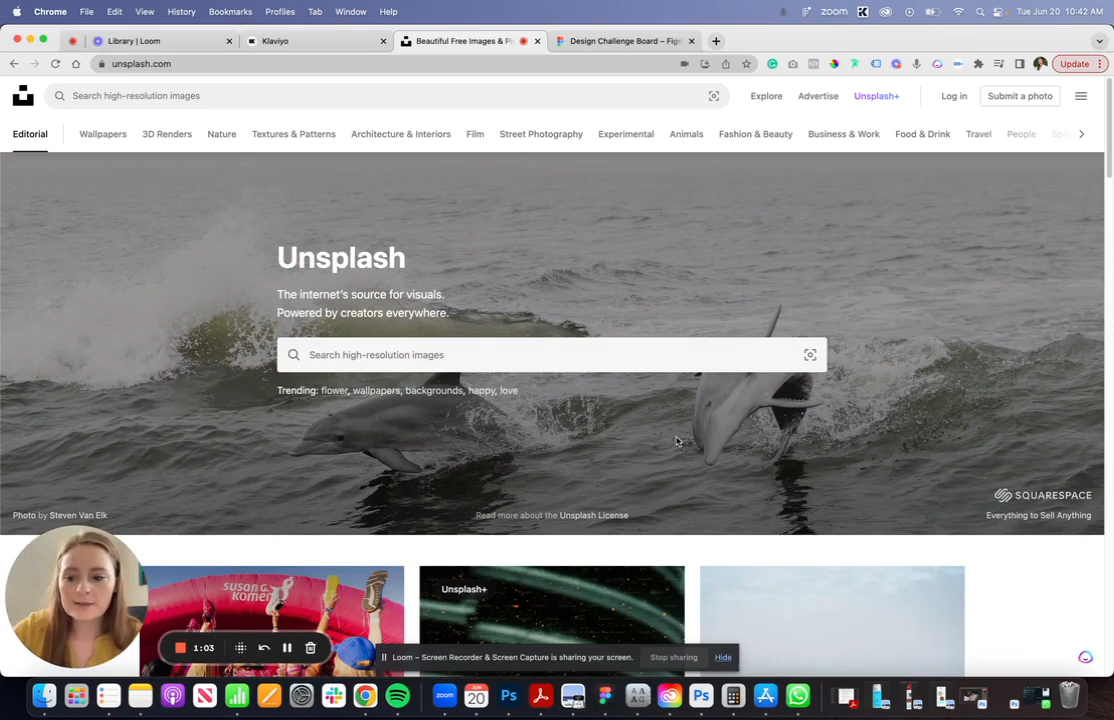 Chrome File Edit View History Bookmarks Profiles Tab Window Help
zoom
Tue Jun 20 10:42 AM
Library | Loom
Klaviyo
Beautiful Free Images & Pi
Design Challenge Board – Figm
unsplash.com
Update
Search high-resolution images
Explore Advertise Unsplash+ Log in Submit a photo
Editorial Wallpapers 3D Renders Nature Textures & Patterns Architecture & Interiors Film Street Photography Experimental Animals Fashion & Beauty Business & Work Food & Drink Travel People
Unsplash
The internet's source for visuals.
Powered by creators everywhere.
Search high-resolution images
Trending: flower, wallpapers, backgrounds, happy, love
SQUARESPACE
Photo by Steven Van Elk
Read more about the Unsplash License
Everything to Sell Anything
susan g.
komen
Unsplash+
1:03
Loom – Screen Recorder & Screen Capture is sharing your screen.
Stop sharing
Hide
zoom
JUN
20
Ps
Ps